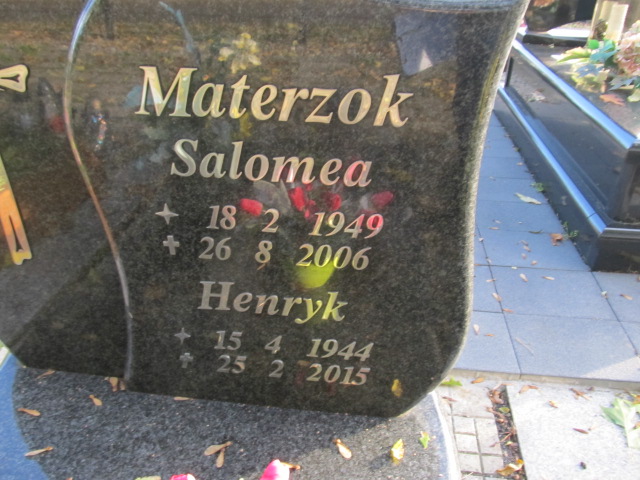 Materzok
Salomea
18 2 1949
✝ 26 8 2006
Henryk
15 4 1944
✝ 25 2 2015